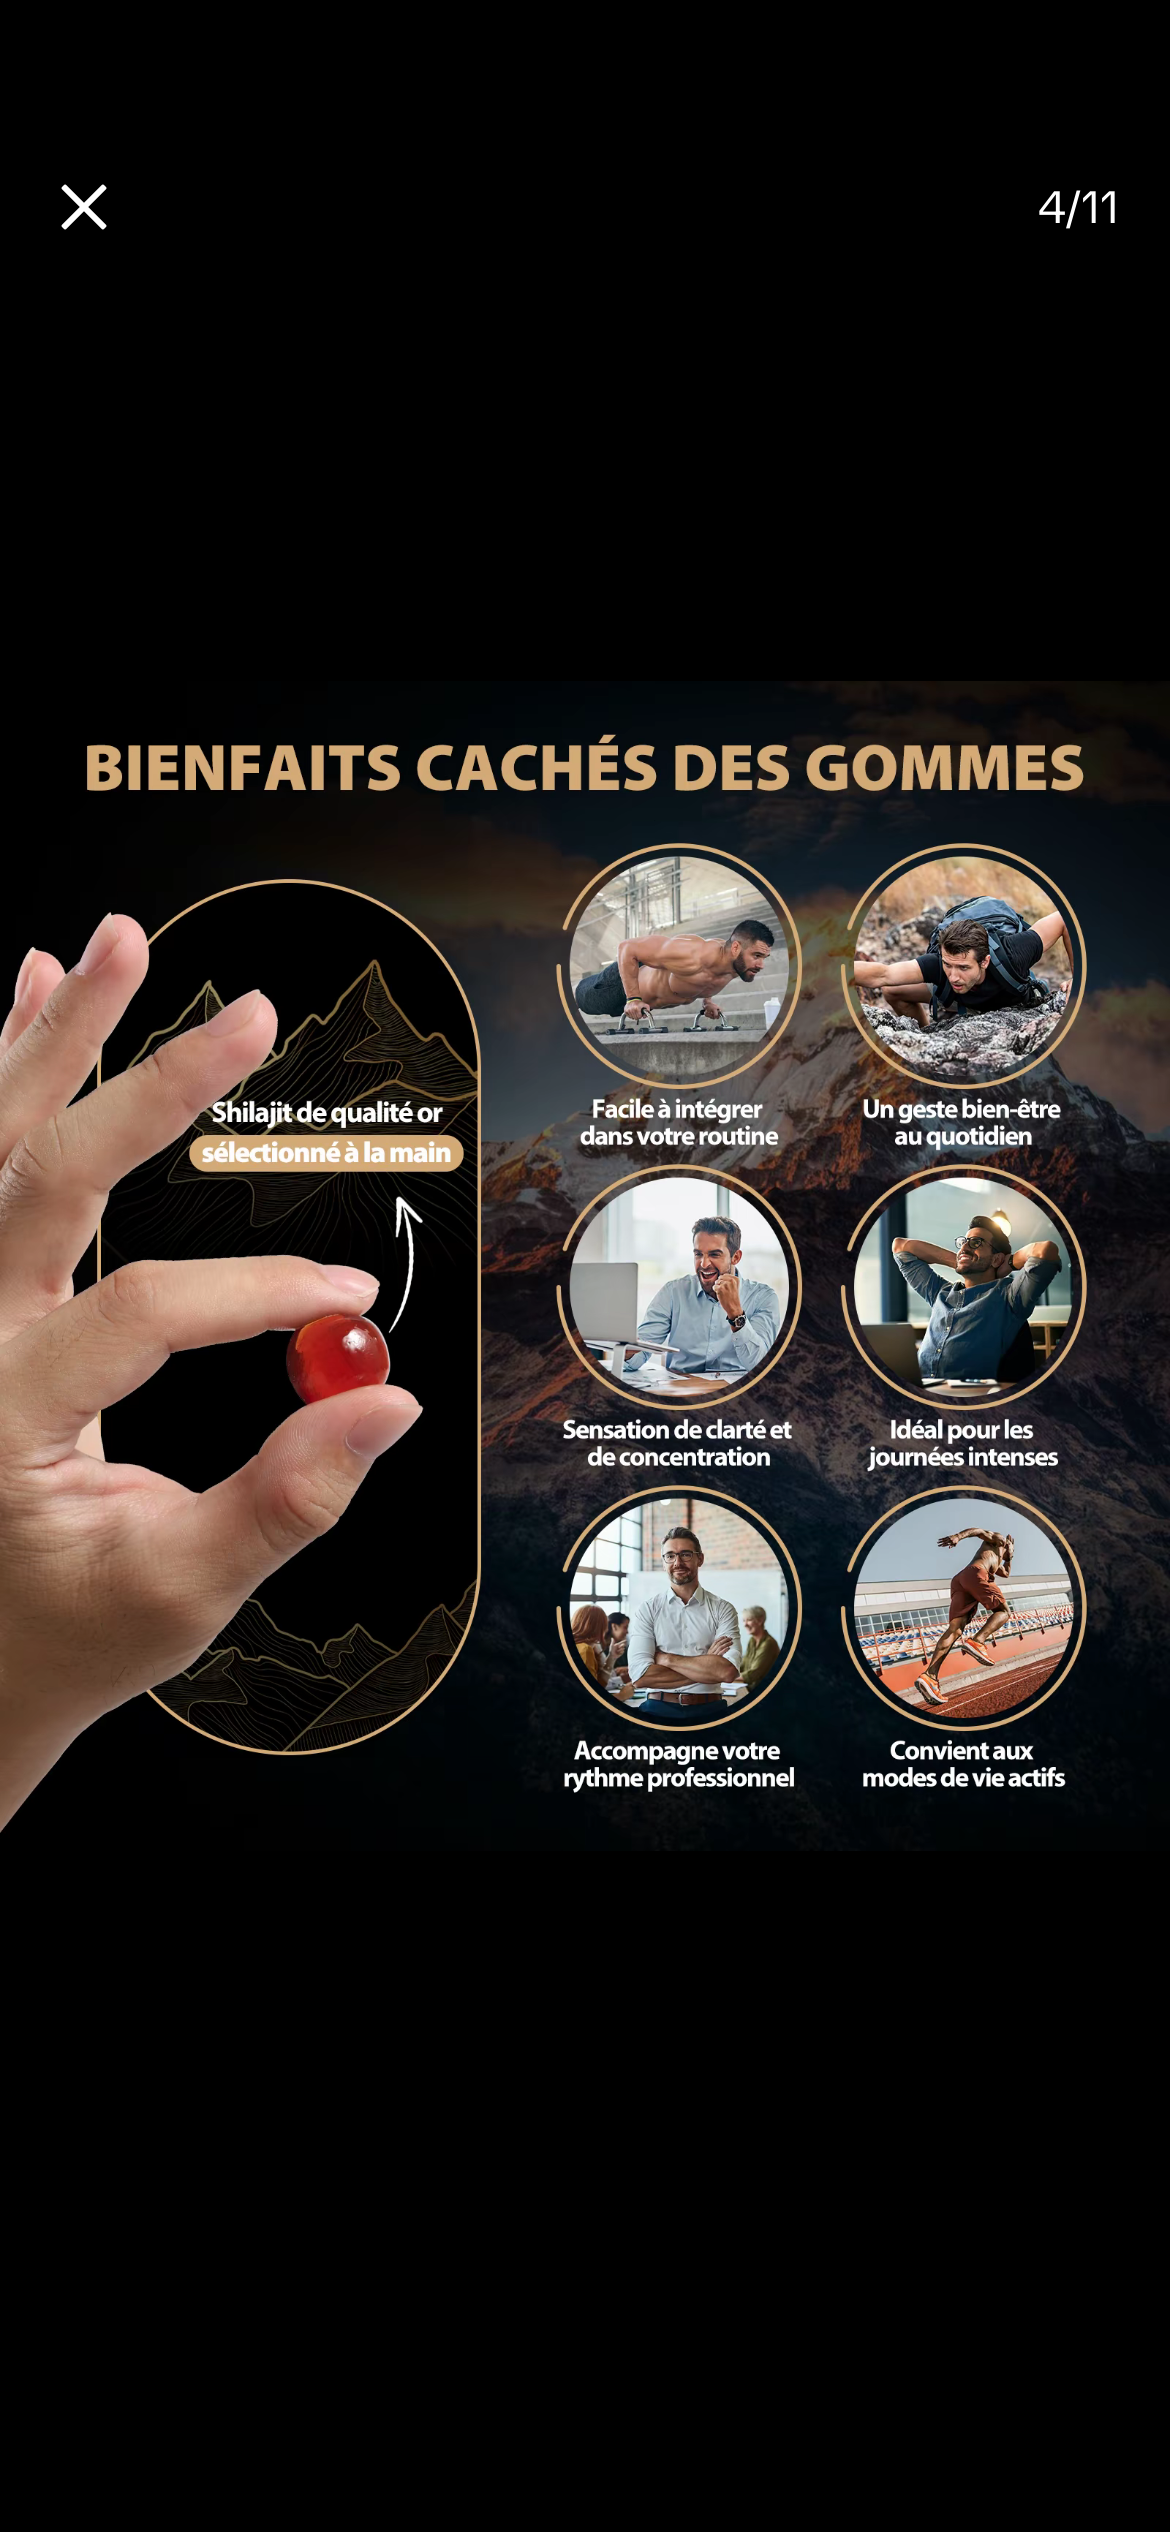 4/11
BIENFAITS CACHÉS DES GOMMES
Shilajit de qualité or
sélectionné à la main
Facile à intégrer
dans votre routine
Un geste bien-être
au quotidien
Sensation de clarté et
de concentration
Idéal pour les
journées intenses
Accompagne votre
rythme professionnel
Convient aux
modes de vie actifs